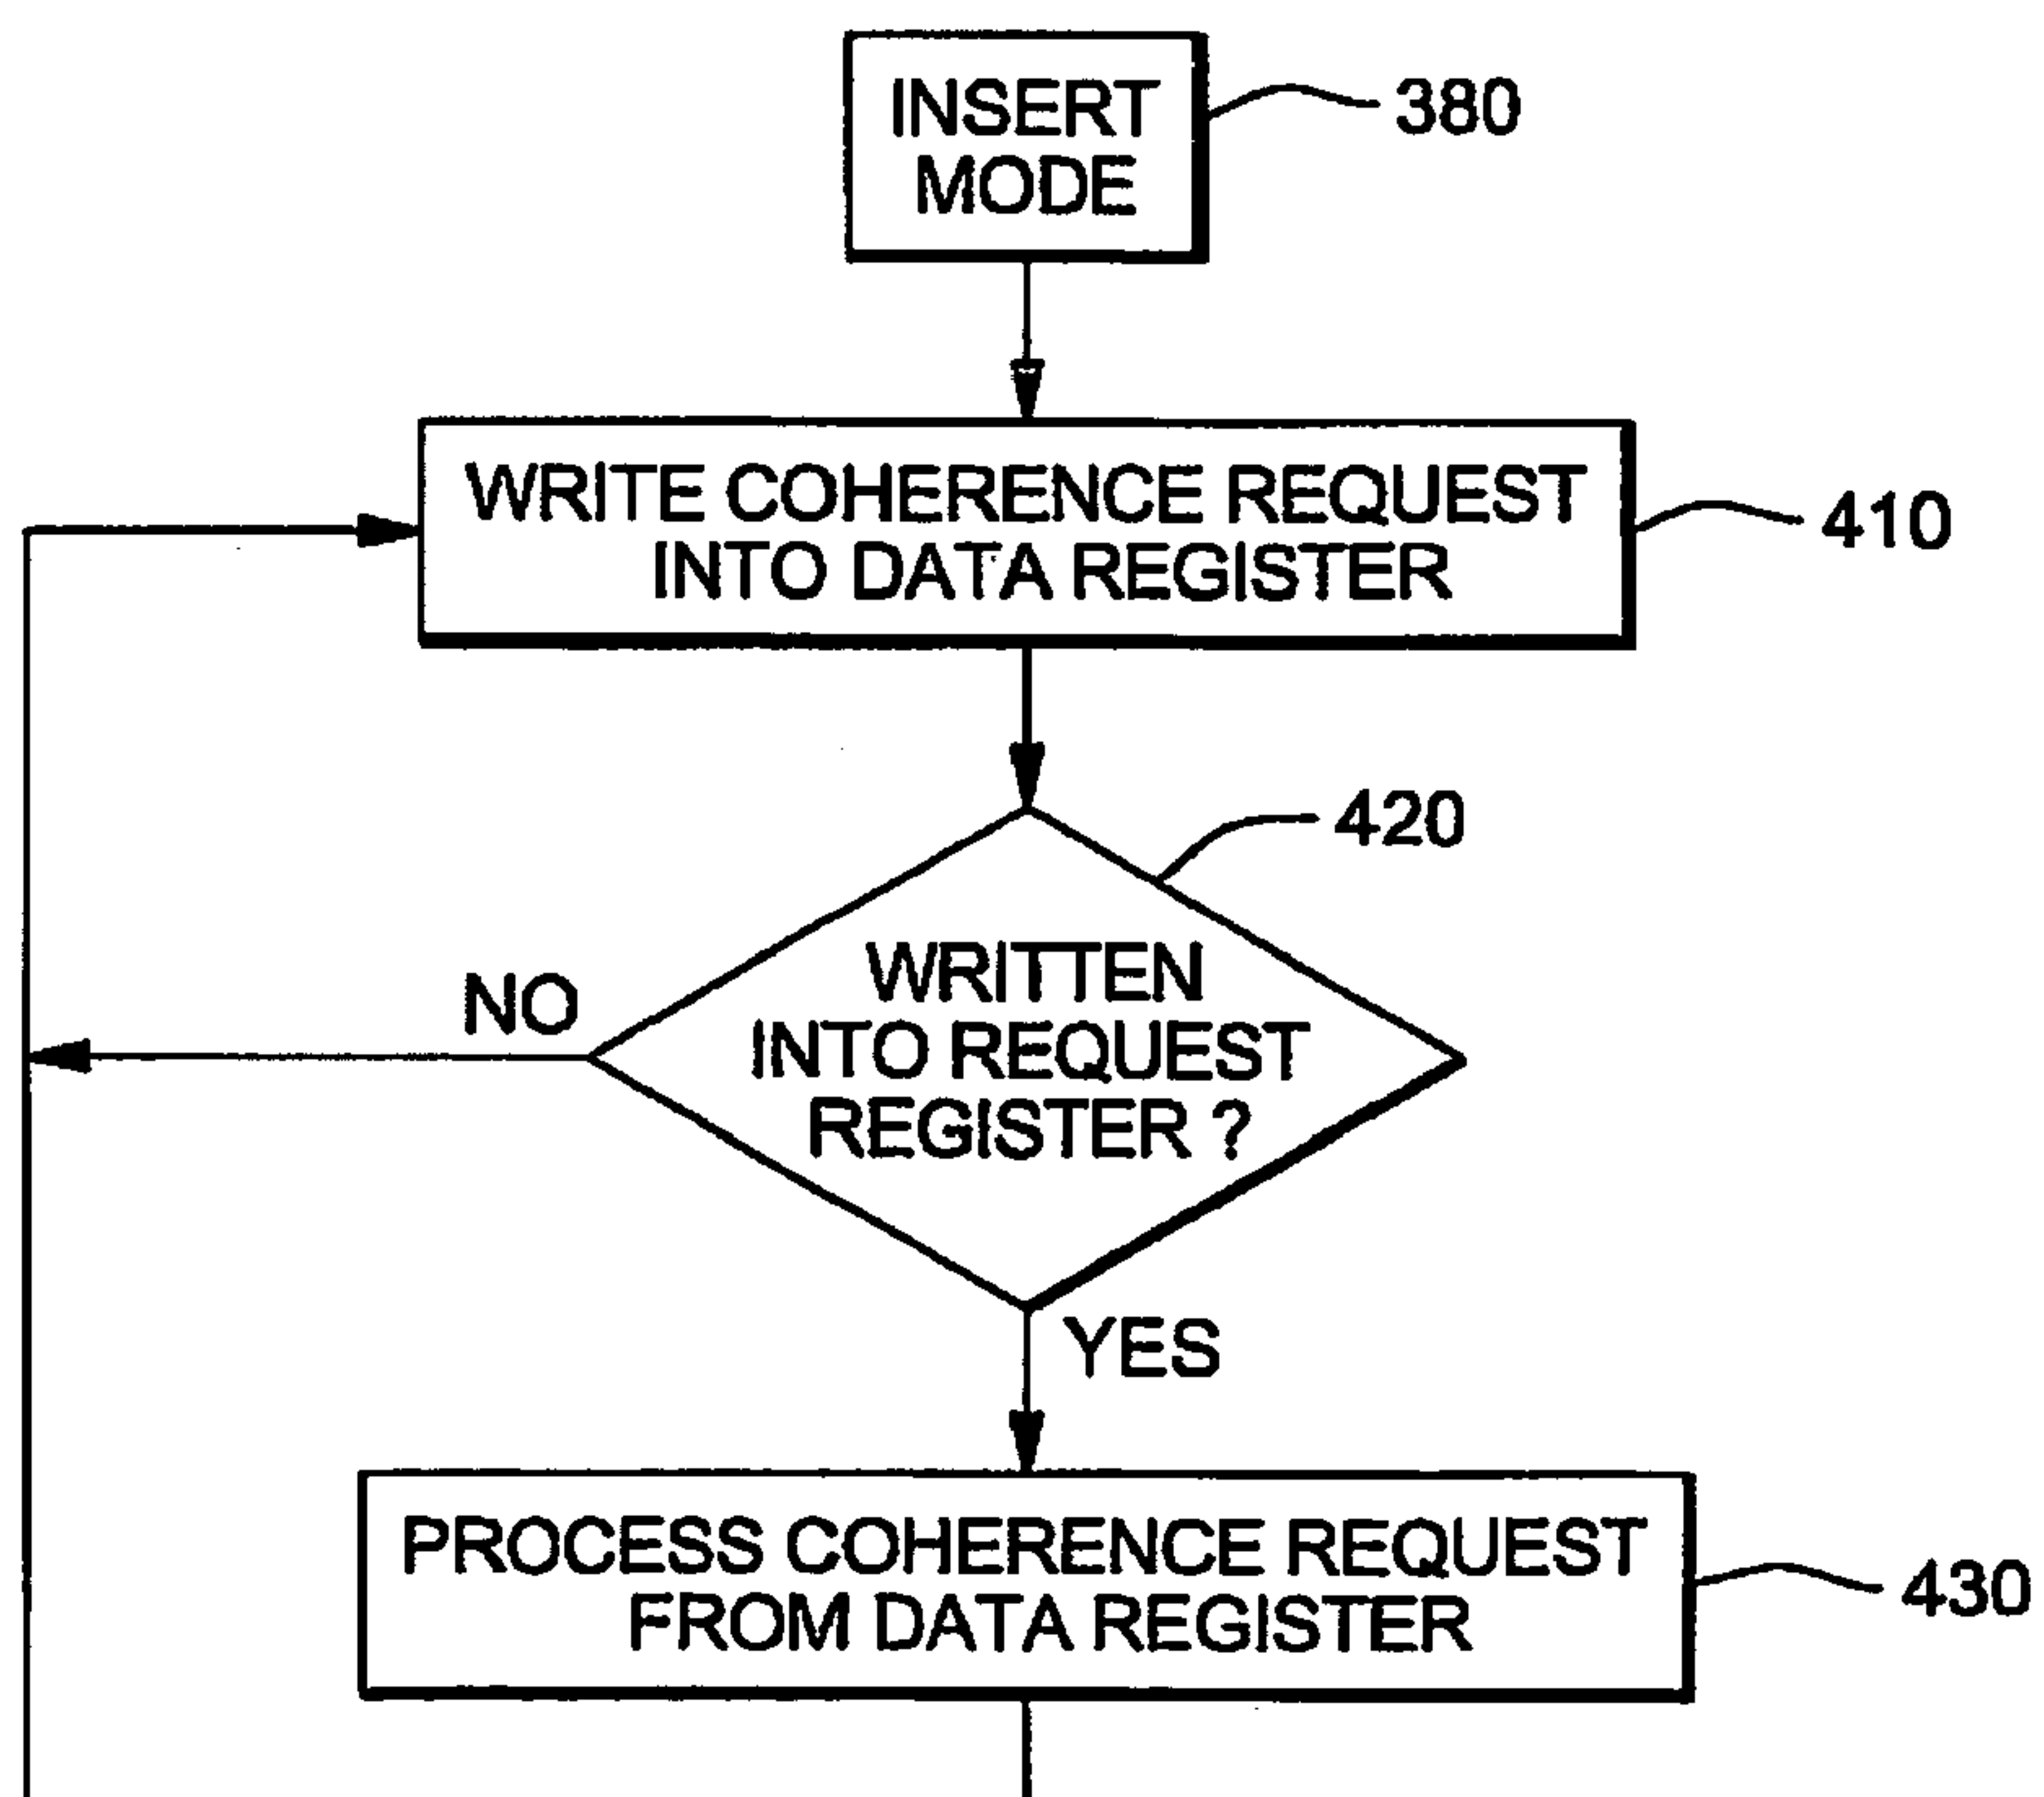 INSERT
MODE
380
WRITE COHERENCE REQUEST
INTO DATA REGISTER
410
420
WRITTEN
INTO REQUEST
REGISTER ?
NO
YES
PROCESS COHERENCE REQUEST
FROM DATA REGISTER
430